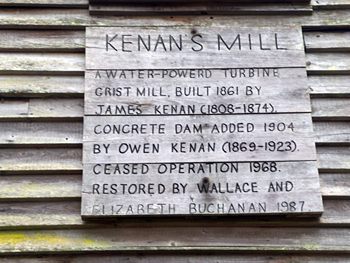 KENAN'S MILL
A WATER-POWERD TURBINE
GRIST MILL, BUILT 1861 BY
JAMES KENAN (1808-1874).
CONCRETE DAM ADDED 1904
BY OWEN KENAN (1869-1923).
CEASED OPERATION 1968.
RESTORED BY WALLACE AND
ELIZABETH BUCHANAN 1987.